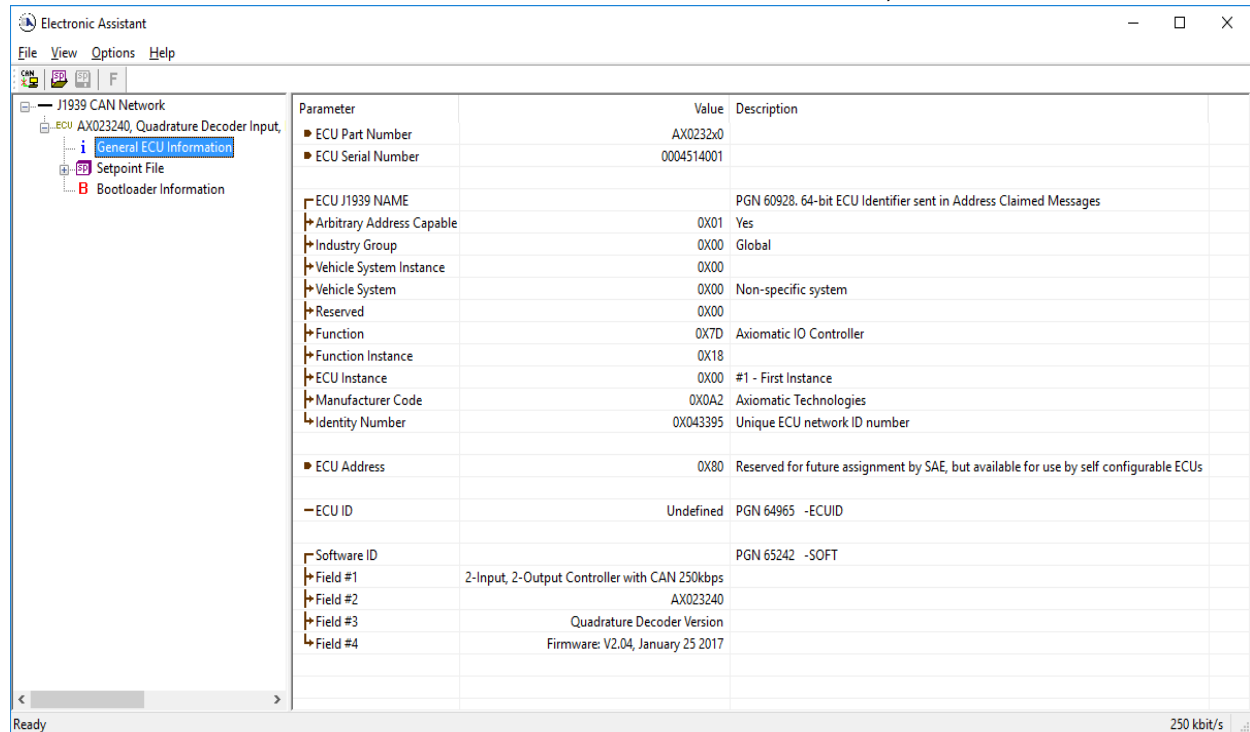 Electronic Assistant
File View Options Help
CAN SP SP F
J1939 CAN Network
ECU AX023240, Quadrature Decoder Input,
i General ECU Information
SP Setpoint File
B Bootloader Information
Parameter Value Description
ECU Part Number AX0232x0
ECU Serial Number 0004514001
ECU J1939 NAME PGN 60928. 64-bit ECU Identifier sent in Address Claimed Messages
Arbitrary Address Capable 0X01 Yes
Industry Group 0X00 Global
Vehicle System Instance 0X00
Vehicle System 0X00 Non-specific system
Reserved 0X00
Function 0X7D Axiomatic IO Controller
Function Instance 0X18
ECU Instance 0X00 #1 - First Instance
Manufacturer Code 0X0A2 Axiomatic Technologies
Identity Number 0X043395 Unique ECU network ID number
ECU Address 0X80 Reserved for future assignment by SAE, but available for use by self configurable ECUs
ECU ID Undefined PGN 64965 -ECUID
Software ID PGN 65242 -SOFT
Field #1 2-Input, 2-Output Controller with CAN 250kbps
Field #2 AX023240
Field #3 Quadrature Decoder Version
Field #4 Firmware: V2.04, January 25 2017
Ready 250 kbit/s